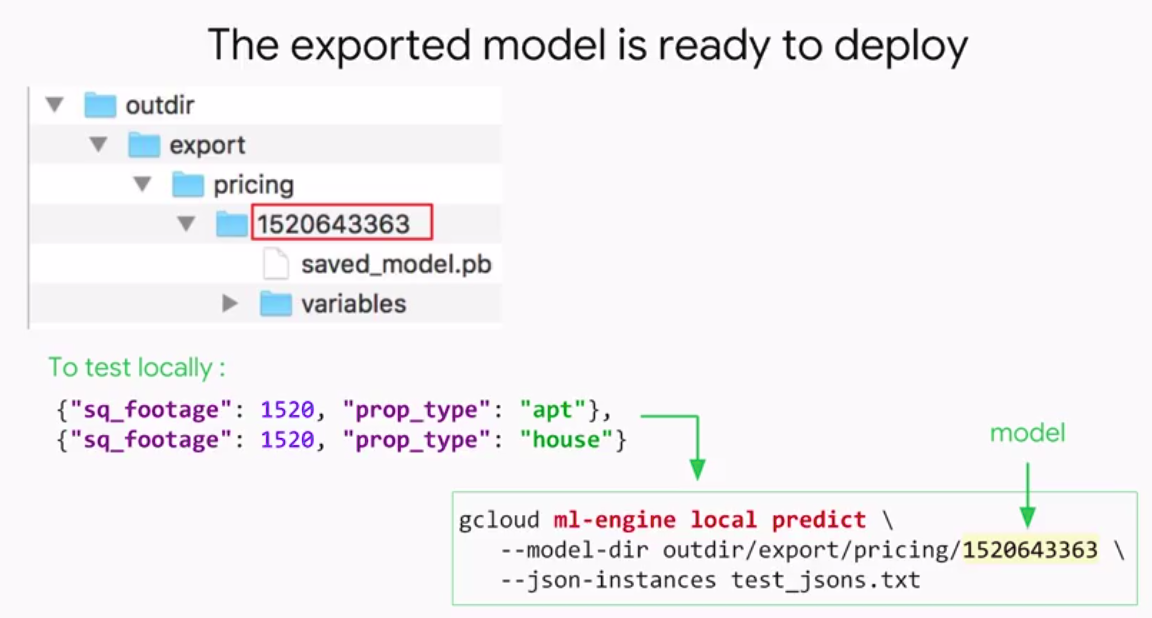 The exported model is ready to deploy
outdir
export
pricing
1520643363
saved_model.pb
variables
To test locally :
{"sq_footage": 1520, "prop_type": "apt"},
{"sq_footage": 1520, "prop_type": "house"}
model
gcloud ml-engine local predict \
--model-dir outdir/export/pricing/1520643363 \
--json-instances test_jsons.txt